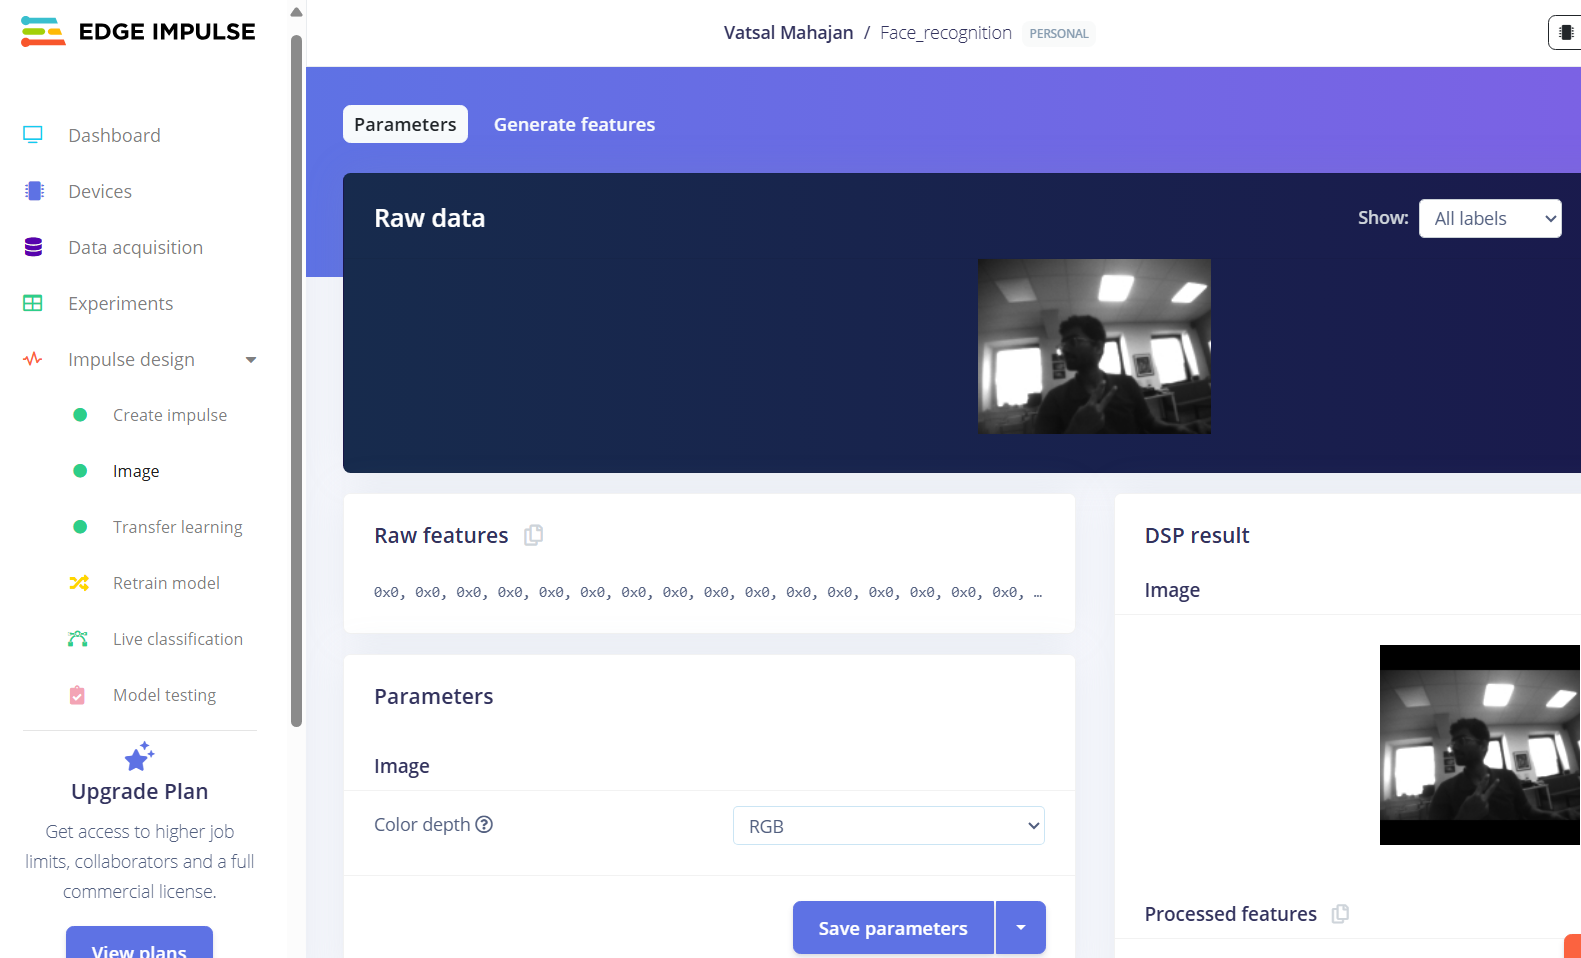 EDGE IMPULSE
Vatsal Mahajan / Face_recognition PERSONAL
Dashboard
Devices
Data acquisition
Experiments
Impulse design
Create impulse
Image
Transfer learning
Retrain model
Live classification
Model testing
Upgrade Plan
Get access to higher job
limits, collaborators and a full
commercial license.
View plans
Parameters
Generate features
Raw data
Show: All labels
Raw features
0x0, 0x0, 0x0, 0x0, 0x0, 0x0, 0x0, 0x0, 0x0, 0x0, 0x0, 0x0, 0x0, 0x0, 0x0, 0x0, …
Parameters
Image
Color depth ? RGB
Save parameters
DSP result
Image
Processed features